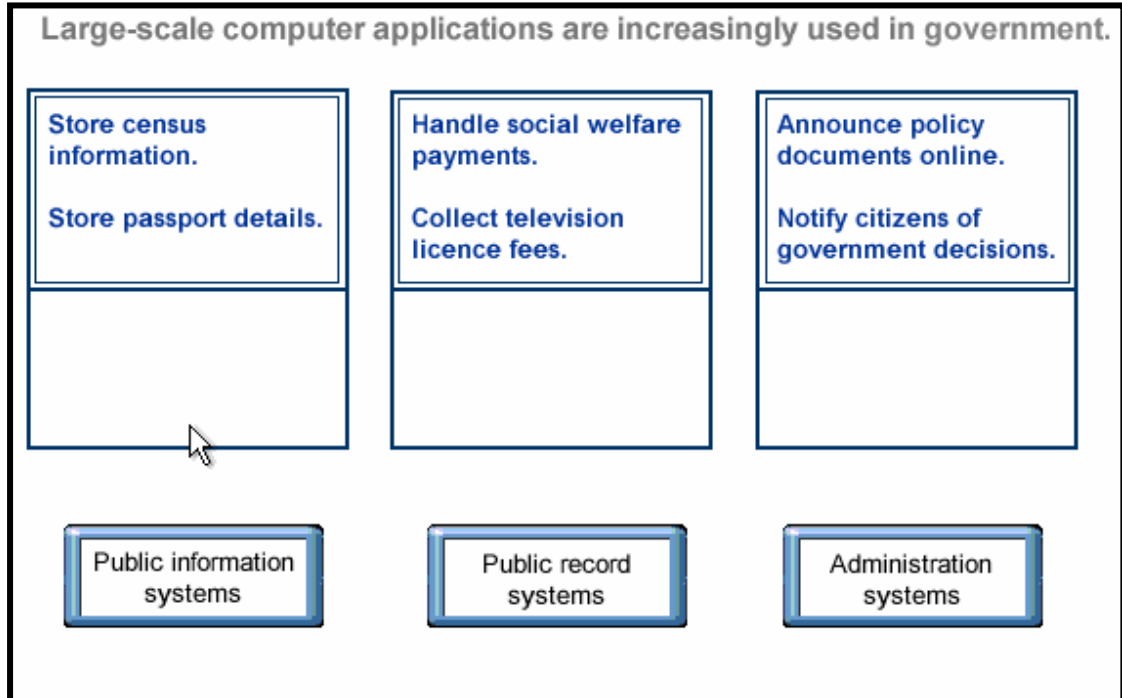 Large-scale computer applications are increasingly used in government.
Store census
information.
Store passport details.
Handle social welfare
payments.
Collect television
licence fees.
Announce policy
documents online.
Notify citizens of
government decisions.
Public information
systems
Public record
systems
Administration
systems